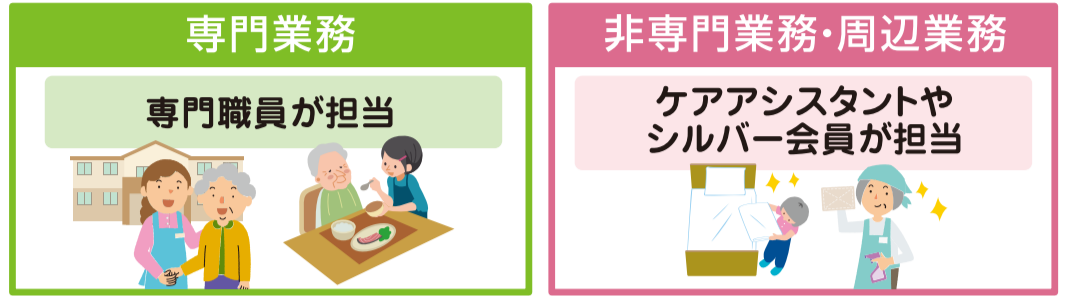 専門業務
専門職員が担当
非専門業務・周辺業務
ケアアシスタントや
シルバー会員が担当